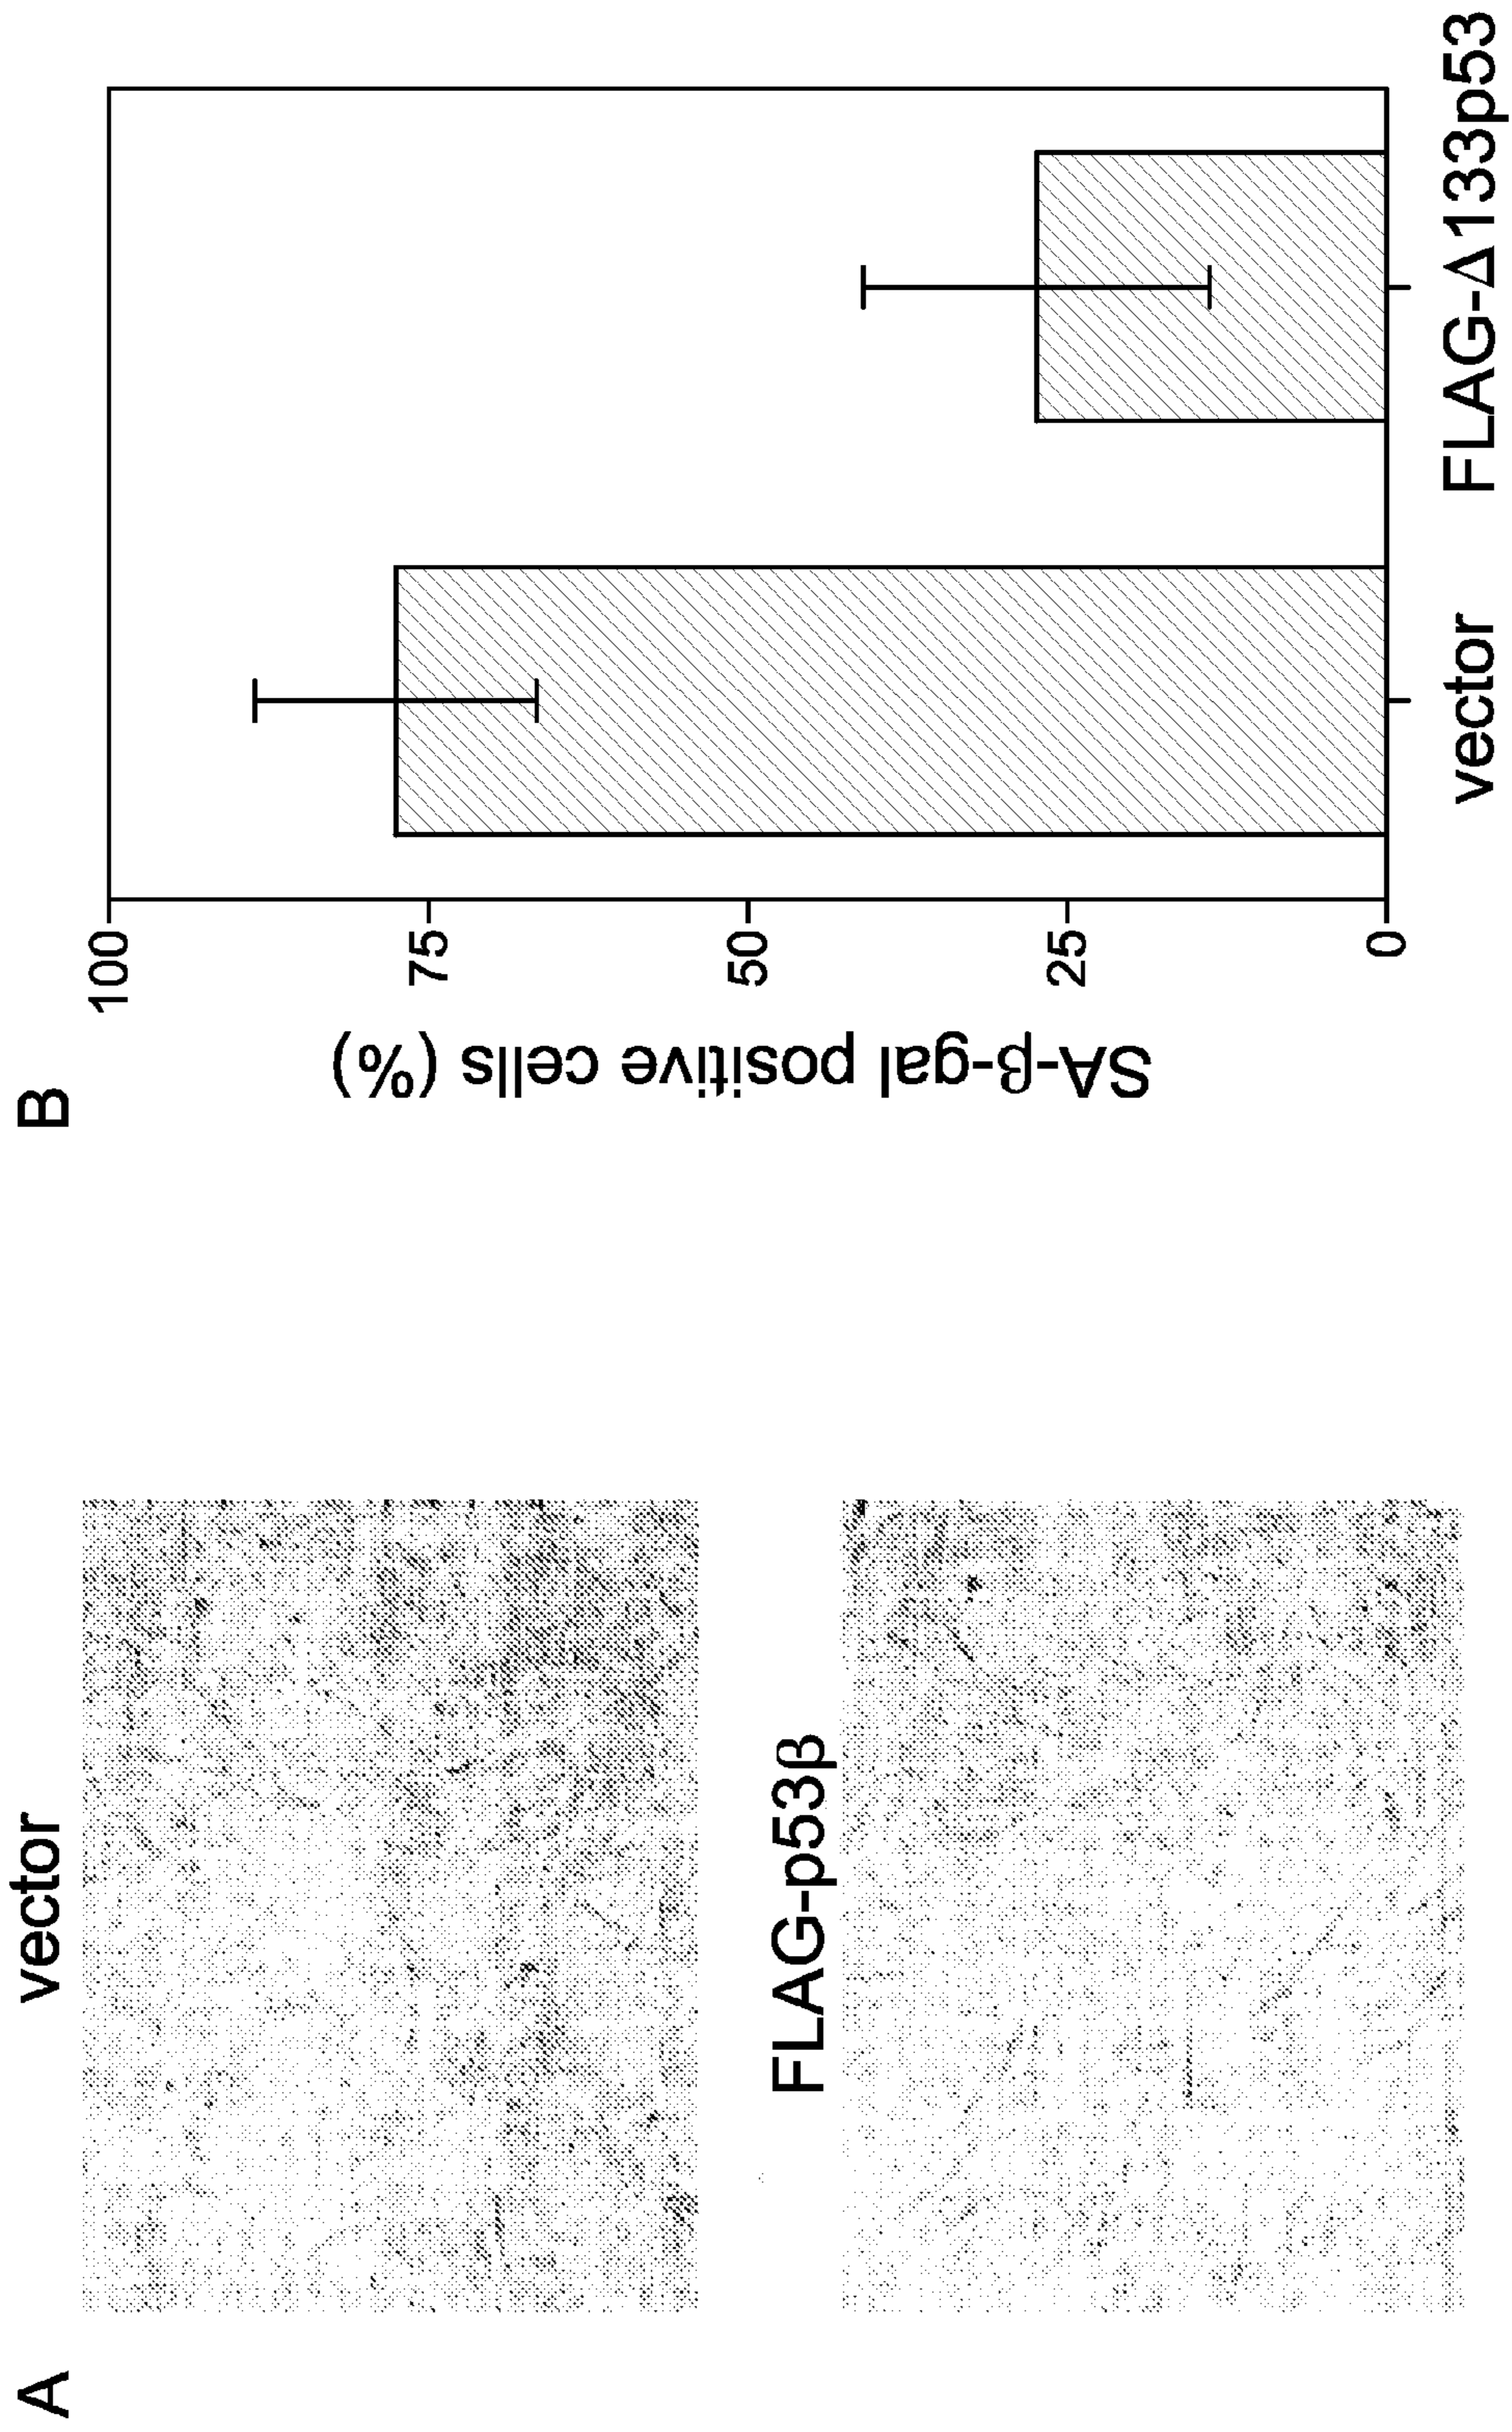 A
vector
FLAG-p53β
B
SA-β-gal positive cells (%)
100
75
50
25
0
vector
FLAG-Δ133p53